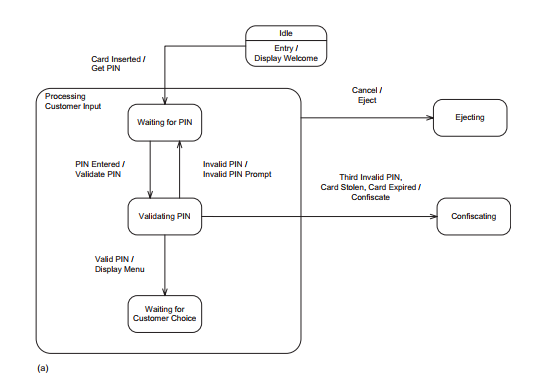 Idle
Entry /
Display Welcome
Card Inserted /
Get PIN
Processing
Customer Input
Cancel /
Eject
Waiting for PIN
Ejecting
PIN Entered /
Validate PIN
Invalid PIN /
Invalid PIN Prompt
Third Invalid PIN,
Card Stolen, Card Expired /
Confiscate
Validating PIN
Confiscating
Valid PIN /
Display Menu
Waiting for
Customer Choice
(a)